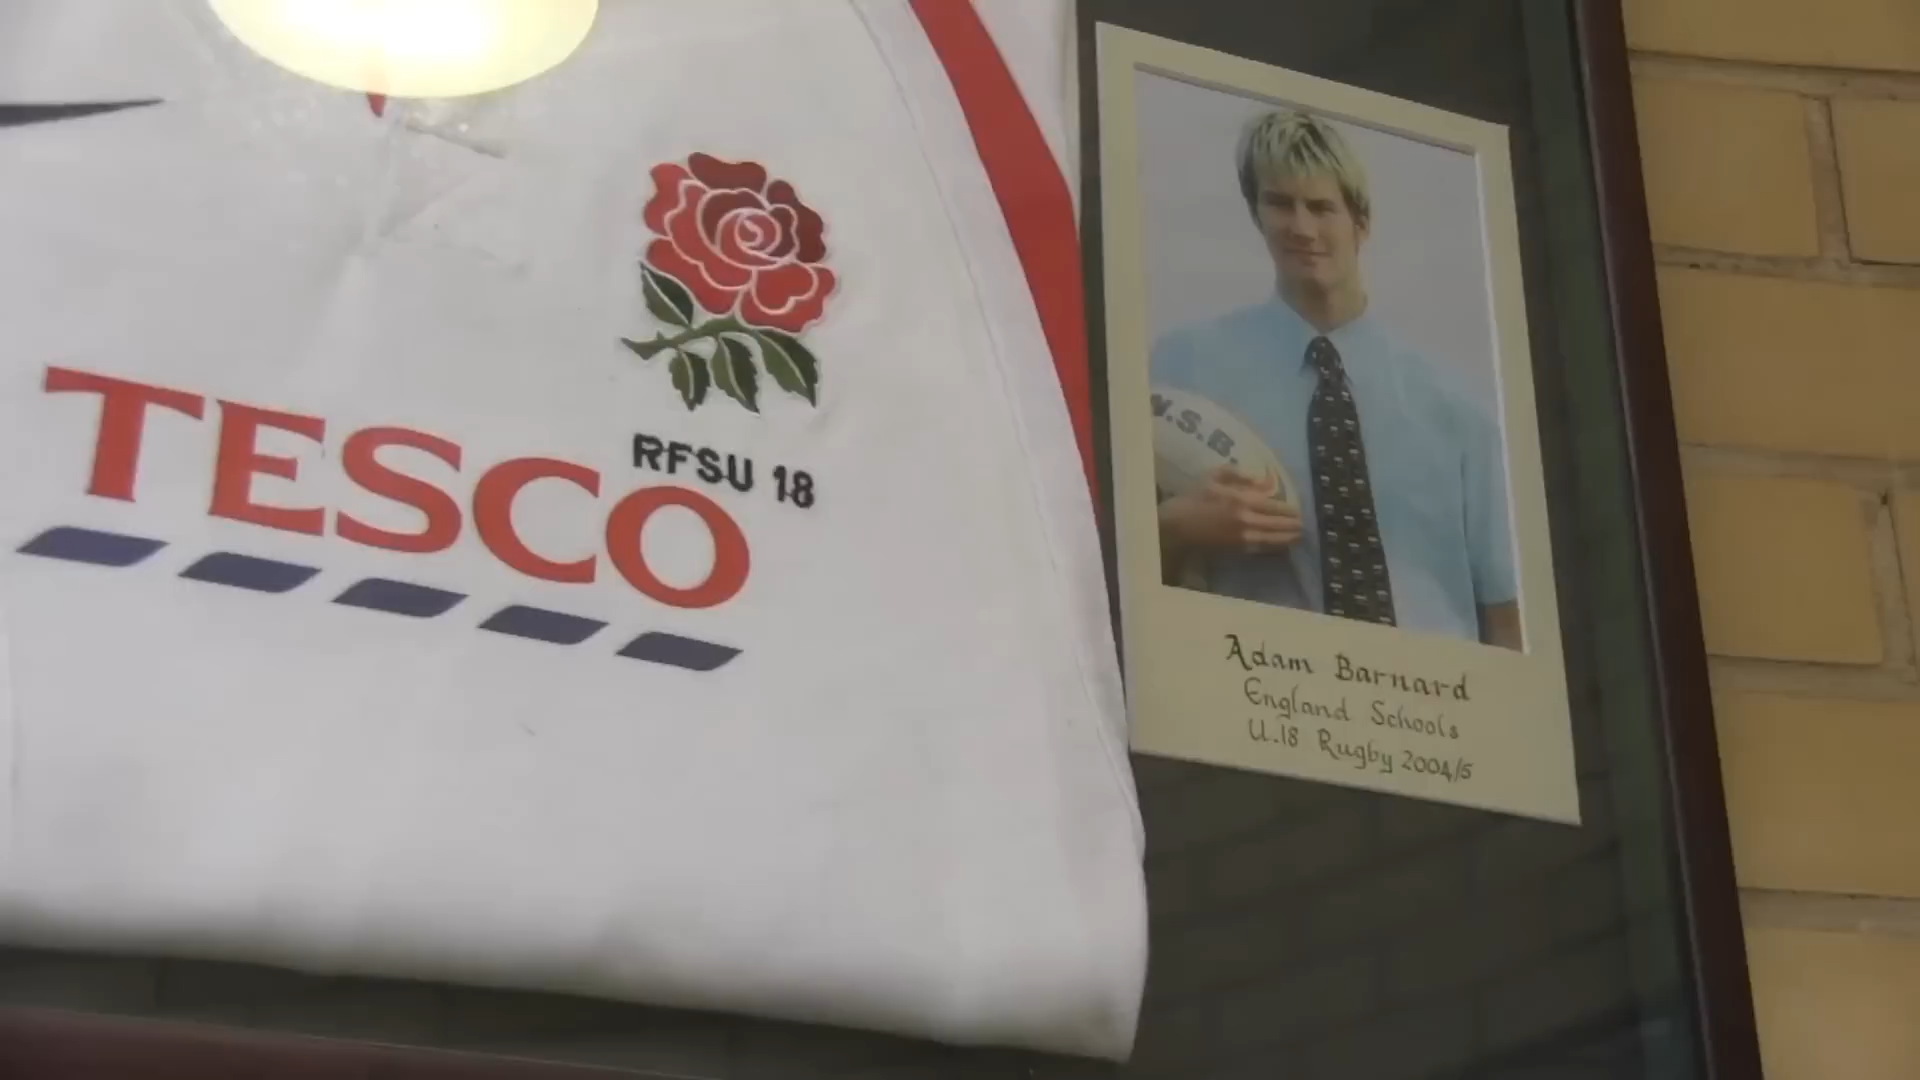 RFSU 18
TESCO
W.S.B.
Adam Barnard
England Schools
U.18 Rugby 2004/5